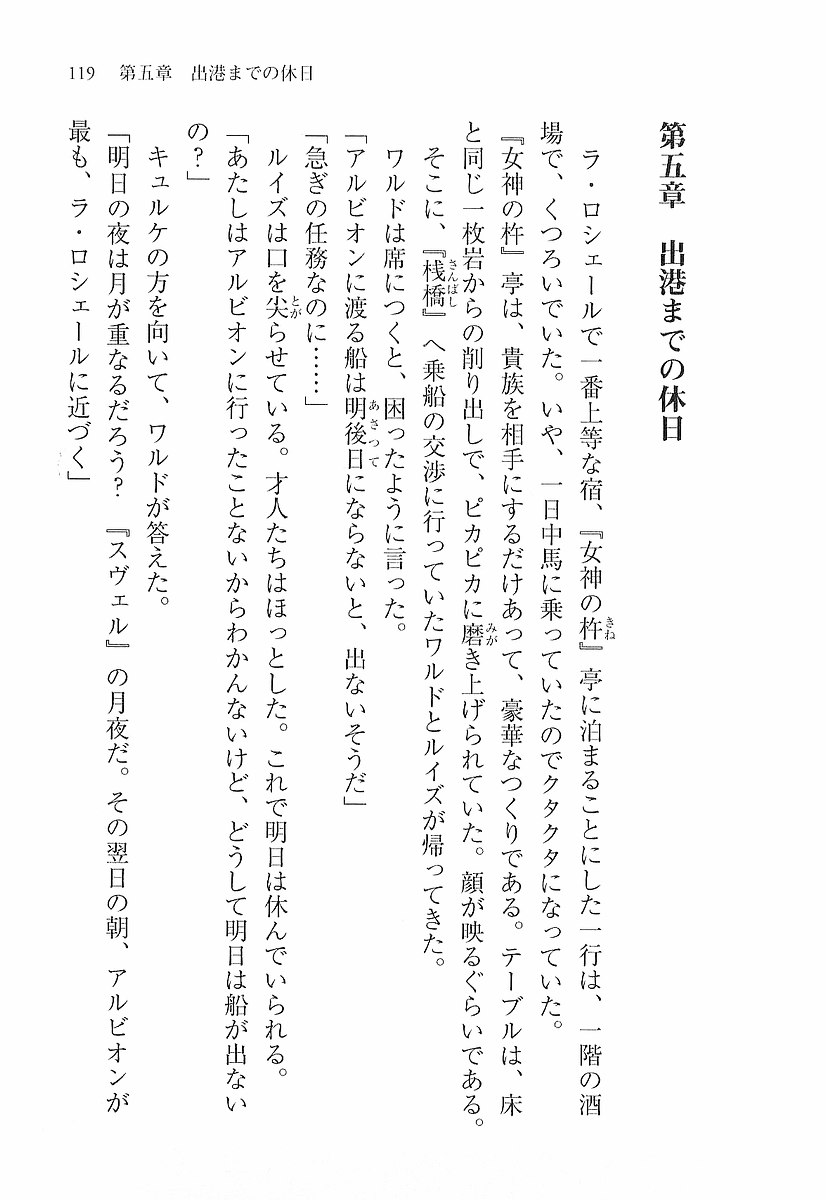 119　第五章　出港までの休日
第五章　出港までの休日
　ラ・ロシェールで一番上等な宿、『女神の杵』亭に泊まることにした一行は、一階の酒
場で、くつろいでいた。いや、一日中馬に乗っていたのでクタクタになっていた。
　『女神の杵』亭は、貴族を相手にするだけあって、豪華なつくりである。テーブルは、床
と同じ一枚岩からの削り出しで、ピカピカに磨き上げられていた。顔が映るぐらいである。
　そこに、『桟橋』へ乗船の交渉に行っていたワルドとルイズが帰ってきた。
　ワルドは席につくと、困ったように言った。
「アルビオンに渡る船は明後日にならないと、出ないそうだ」
「急ぎの任務なのに……」
　ルイズは口を尖らせている。才人たちはほっとした。これで明日は休んでいられる。
「あたしはアルビオンに行ったことないからわかんないけど、どうして明日は船が出ない
の？」
　キュルケの方を向いて、ワルドが答えた。
「明日の夜は月が重なるだろう？　『スヴェル』の月夜だ。その翌日の朝、アルビオンが
最も、ラ・ロシェールに近づく」